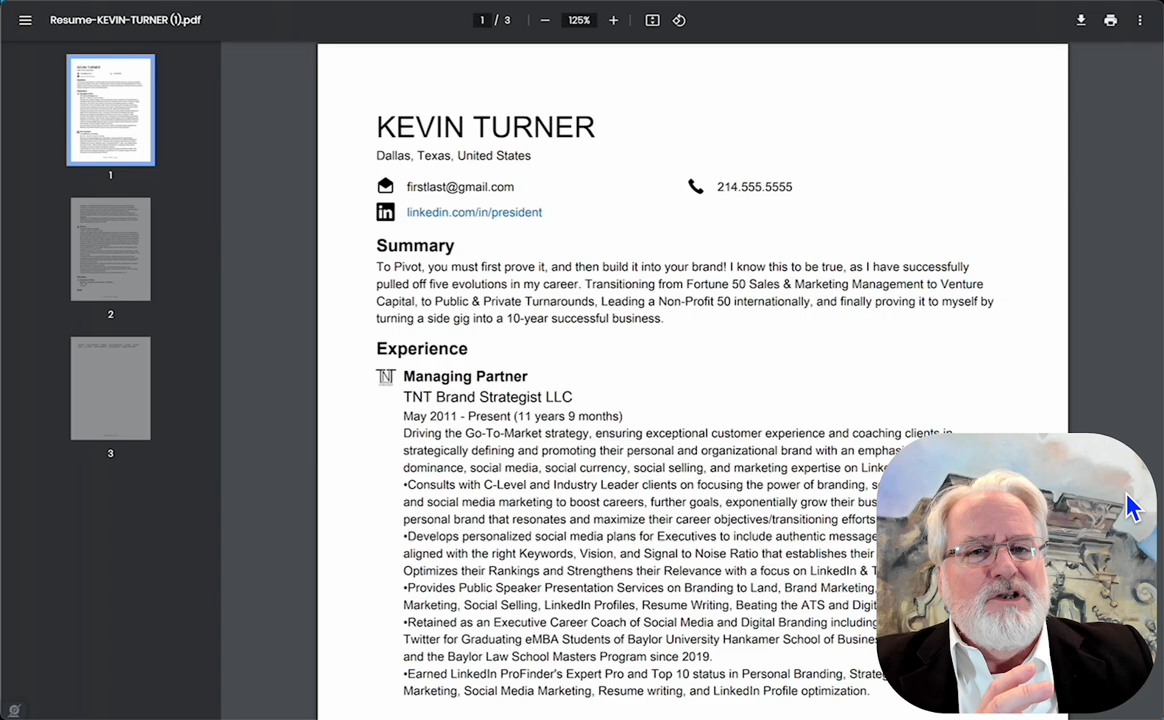 Resume-KEVIN-TURNER (1).pdf
1 / 3
125%
1
2
3
KEVIN TURNER
Dallas, Texas, United States
firstlast@gmail.com
214.555.5555
in linkedin.com/in/president
Summary
To Pivot, you must first prove it, and then build it into your brand! I know this to be true, as I have successfully
pulled off five evolutions in my career. Transitioning from Fortune 50 Sales & Marketing Management to Venture
Capital, to Public & Private Turnarounds, Leading a Non-Profit 50 internationally, and finally proving it to myself by
turning a side gig into a 10-year successful business.
Experience
TNT Managing Partner
TNT Brand Strategist LLC
May 2011 - Present (11 years 9 months)
Driving the Go-To-Market strategy, ensuring exceptional customer experience and coaching clients in
strategically defining and promoting their personal and organizational brand with an
dominance, social media, social currency, social selling, and marketing expertise on
•Consults with C-Level and Industry Leader clients on focusing the power of branding,
and social media marketing to boost careers, further goals, exponentially grow their
personal brand that resonates and maximize their career objectives/transitioning efforts
•Develops personalized social media plans for Executives to include authentic
aligned with the right Keywords, Vision, and Signal to Noise Ratio that establishes their
Optimizes their Rankings and Strengthens their Relevance with a focus on LinkedIn &
•Provides Public Speaker Presentation Services on Branding to Land, Brand Marketing,
Marketing, Social Selling, LinkedIn Profiles, Resume Writing, Beating the ATS and
•Retained as an Executive Career Coach of Social Media and Digital Branding including
Twitter for Graduating eMBA Students of Baylor University Hankamer School of
and the Baylor Law School Masters Program since 2019.
•Earned LinkedIn ProFinder's Expert Pro and Top 10 status in Personal Branding,
Marketing, Social Media Marketing, Resume writing, and LinkedIn Profile optimization.